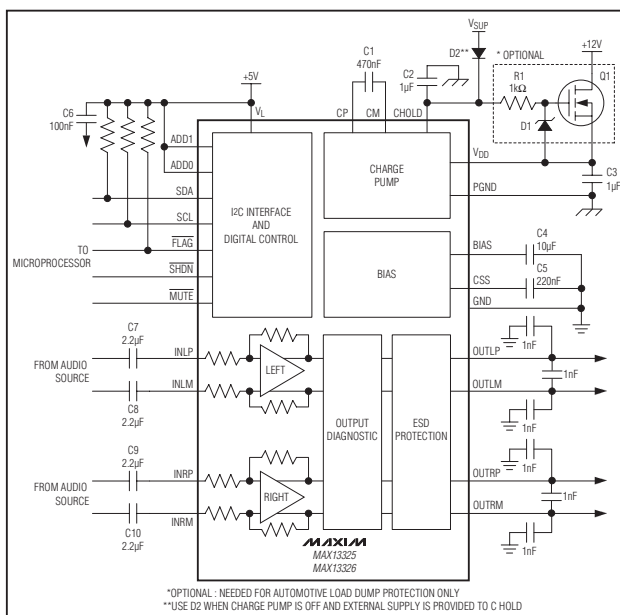 VSUP
D2**
+12V
* OPTIONAL
Q1
C1
470nF
C2
1µF
R1
1kΩ
D1
+5V
C6
100nF
VL
CP
CM
CHOLD
ADD1
ADD0
SDA
SCL
FLAG
SHDN
MUTE
TO
MICROPROCESSOR
I2C INTERFACE
AND
DIGITAL CONTROL
CHARGE
PUMP
VDD
PGND
C3
1µF
BIAS
BIAS
CSS
GND
C4
10µF
C5
220nF
C7
2.2µF
FROM AUDIO
SOURCE
INLP
INLM
C8
2.2µF
LEFT
OUTPUT
DIAGNOSTIC
ESD
PROTECTION
1nF
OUTLP
1nF
OUTLM
1nF
C9
2.2µF
FROM AUDIO
SOURCE
INRP
INRM
C10
2.2µF
RIGHT
1nF
OUTRP
1nF
OUTRM
1nF
MAXIM
MAX13325
MAX13326
*OPTIONAL : NEEDED FOR AUTOMOTIVE LOAD DUMP PROTECTION ONLY
**USE D2 WHEN CHARGE PUMP IS OFF AND EXTERNAL SUPPLY IS PROVIDED TO C HOLD